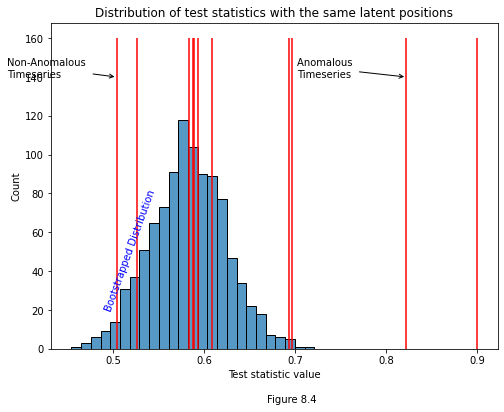 Distribution of test statistics with the same latent positions
160
140
120
100
80
60
40
20
0
Count
Non-Anomalous
Timeseries
Anomalous
Timeseries
Bootstrapped Distribution
0.5 0.6 0.7 0.8 0.9
Test statistic value
Figure 8.4